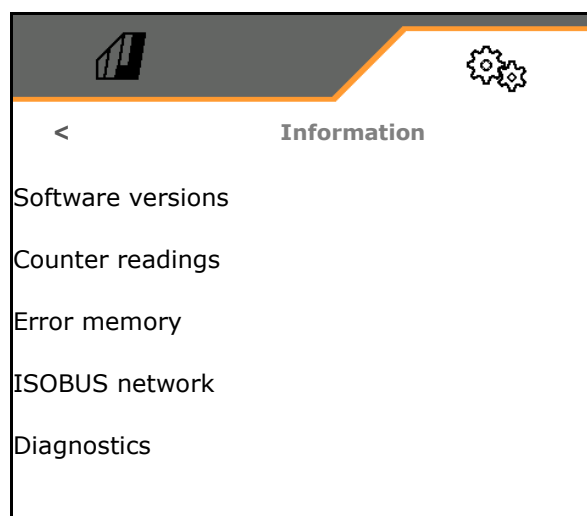 < Information
Software versions
Counter readings
Error memory
ISOBUS network
Diagnostics